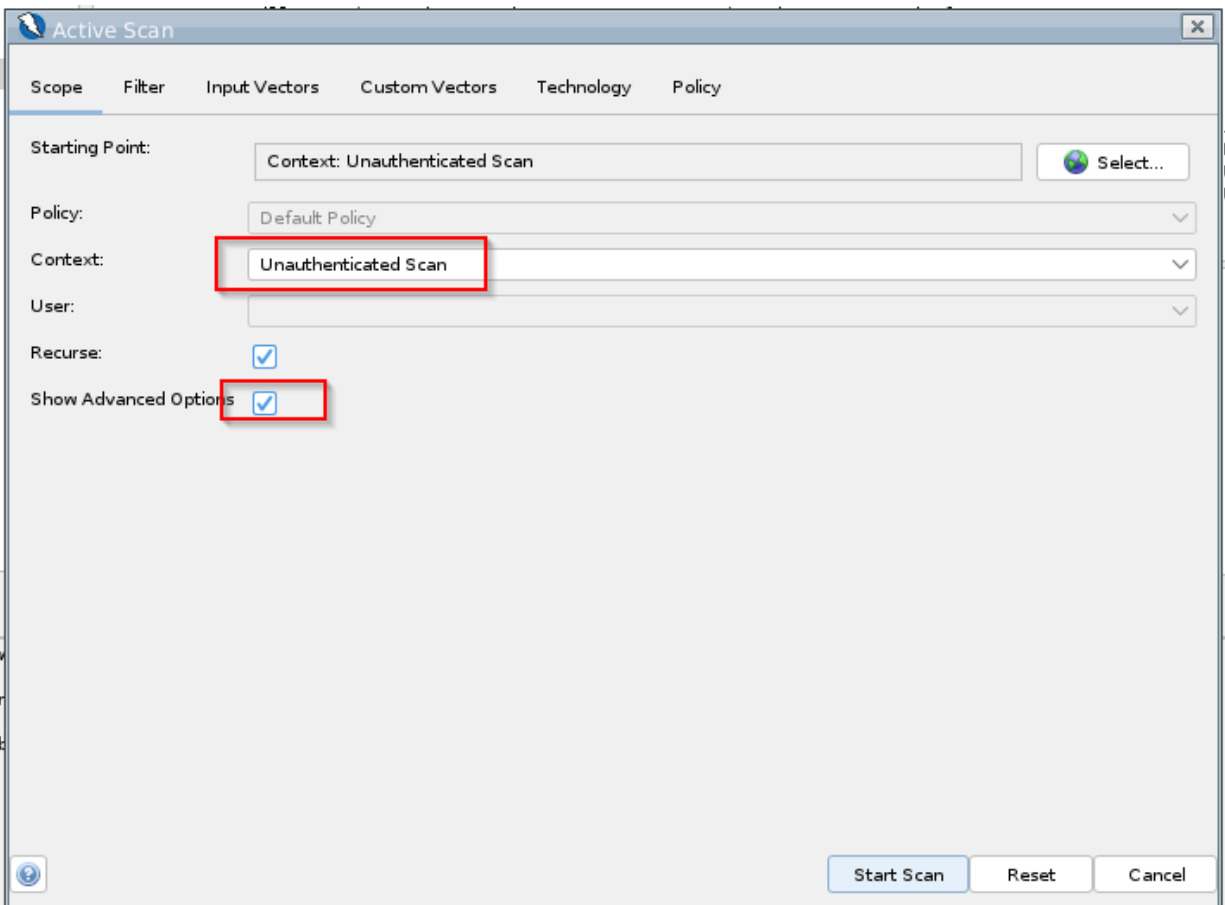 Active Scan
Scope Filter Input Vectors Custom Vectors Technology Policy
Starting Point: Context: Unauthenticated Scan Select...
Policy: Default Policy
Context: Unauthenticated Scan
User:
Recurse:
Show Advanced Options
Start Scan Reset Cancel